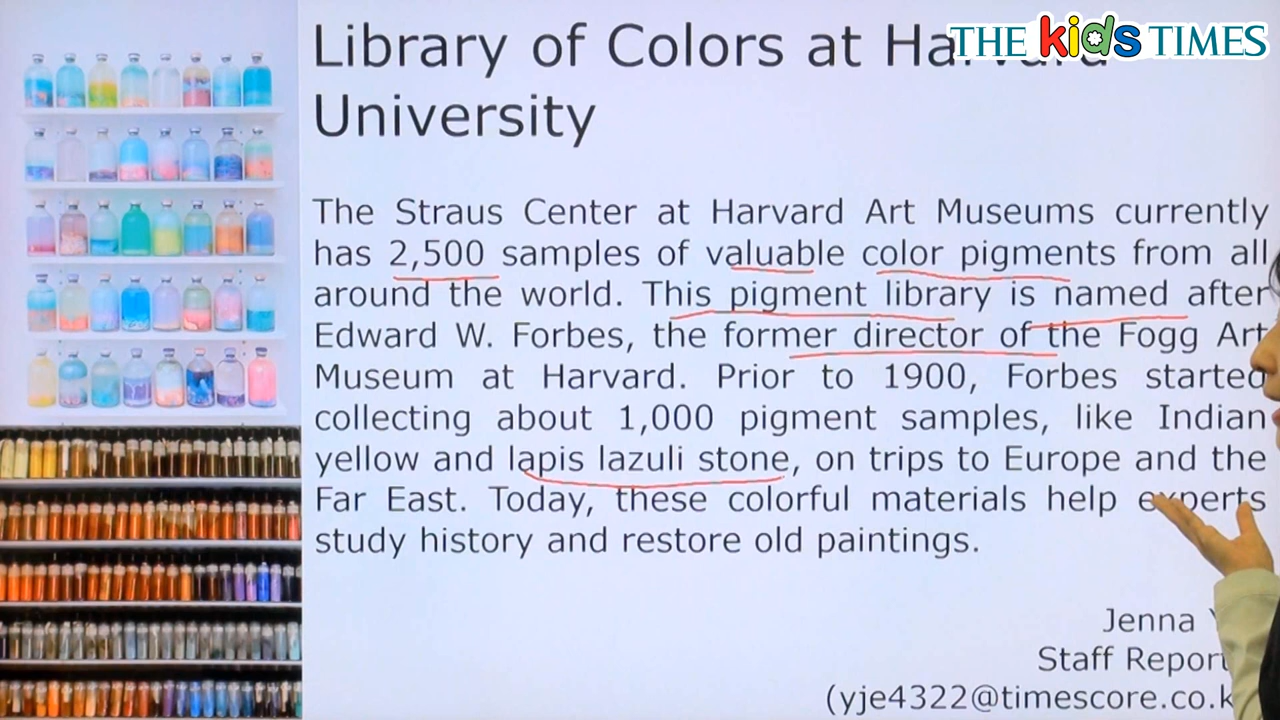 THE kids TIMES
Library of Colors at Harvard
University
The Straus Center at Harvard Art Museums currently
has 2,500 samples of valuable color pigments from all
around the world. This pigment library is named after
Edward W. Forbes, the former director of the Fogg Art
Museum at Harvard. Prior to 1900, Forbes started
collecting about 1,000 pigment samples, like Indian
yellow and lapis lazuli stone, on trips to Europe and the
Far East. Today, these colorful materials help experts
study history and restore old paintings.
Jenna
Staff
(yje4322@timescore.co.k